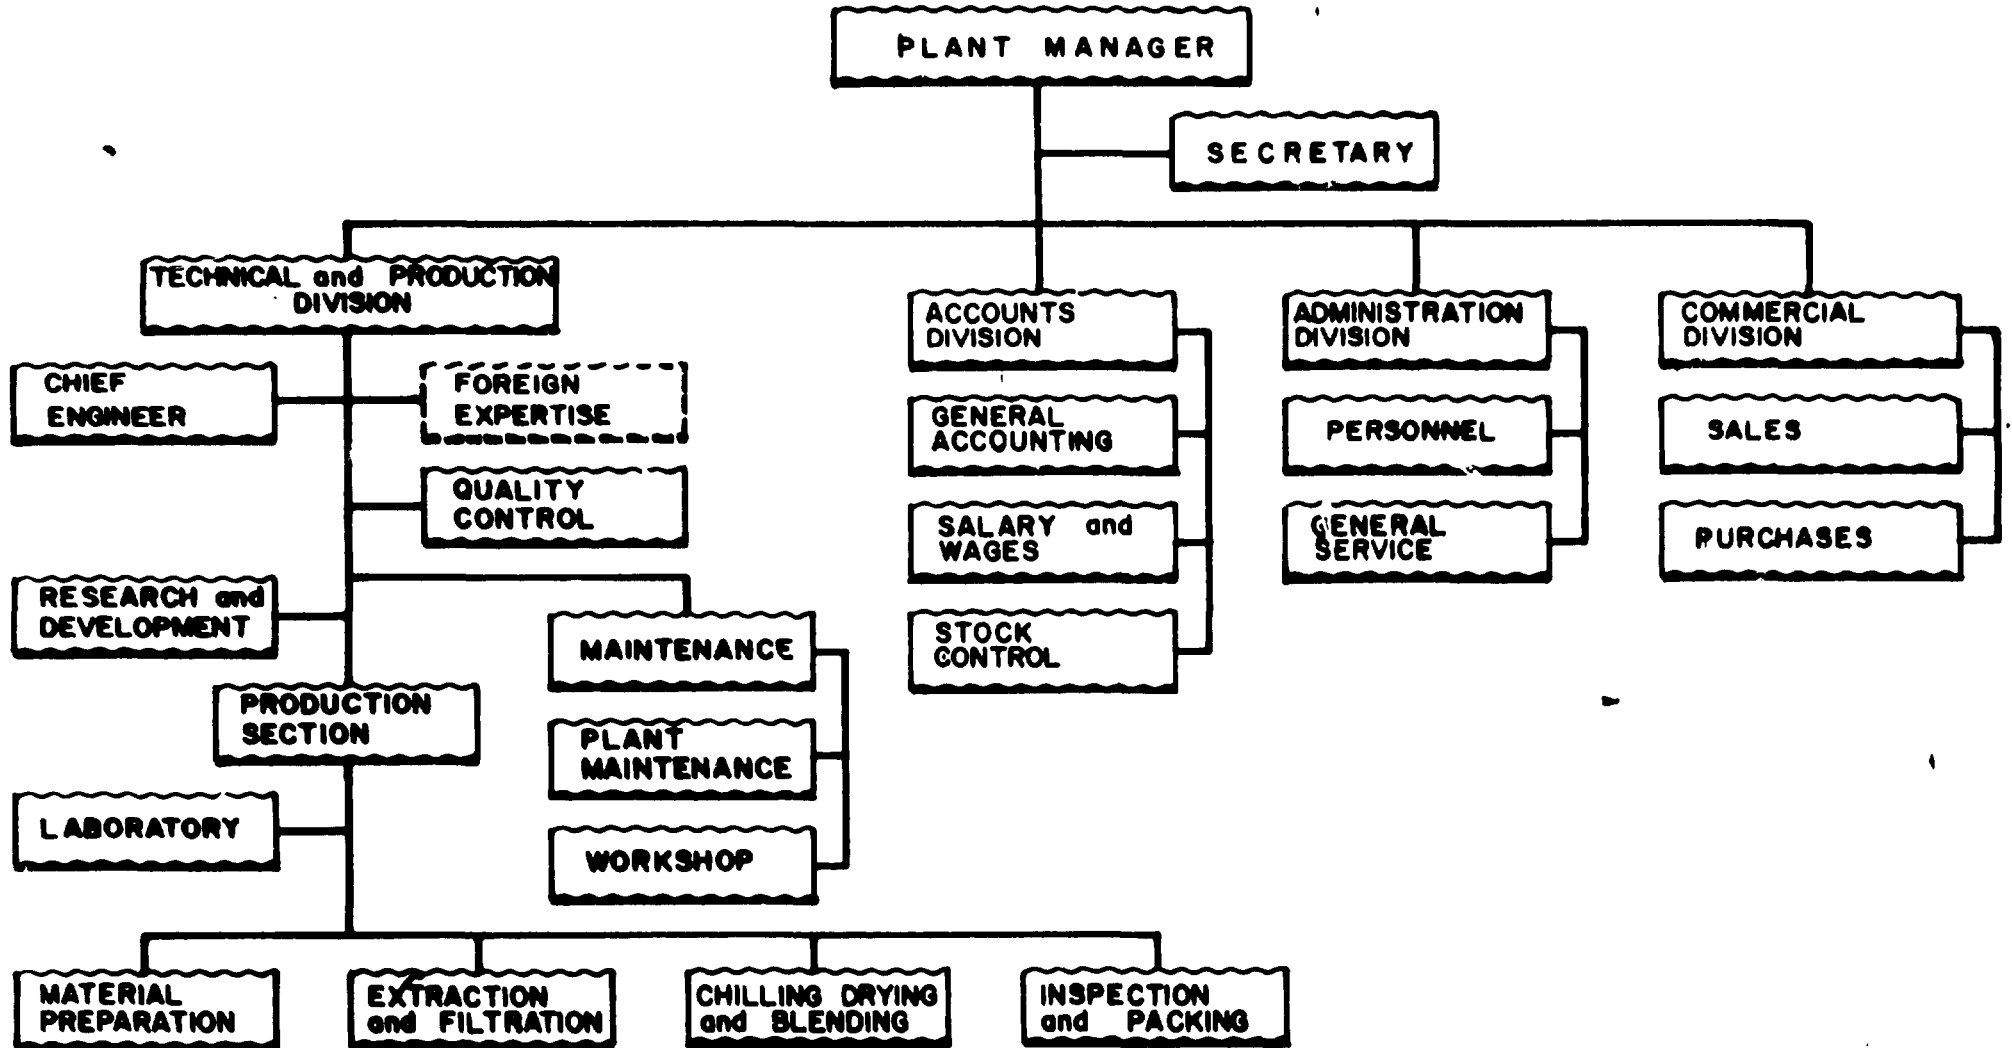 PLANT MANAGER
SECRETARY
TECHNICAL and PRODUCTION
DIVISION
ACCOUNTS
DIVISION
ADMINISTRATION
DIVISION
COMMERCIAL
DIVISION
CHIEF
ENGINEER
FOREIGN
EXPERTISE
GENERAL
ACCOUNTING
PERSONNEL
SALES
QUALITY
CONTROL
SALARY and
WAGES
GENERAL
SERVICE
PURCHASES
RESEARCH and
DEVELOPMENT
MAINTENANCE
STOCK
CONTROL
PRODUCTION
SECTION
PLANT
MAINTENANCE
LABORATORY
WORKSHOP
MATERIAL
PREPARATION
EXTRACTION
and FILTRATION
CHILLING DRYING
and BLENDING
INSPECTION
and PACKING